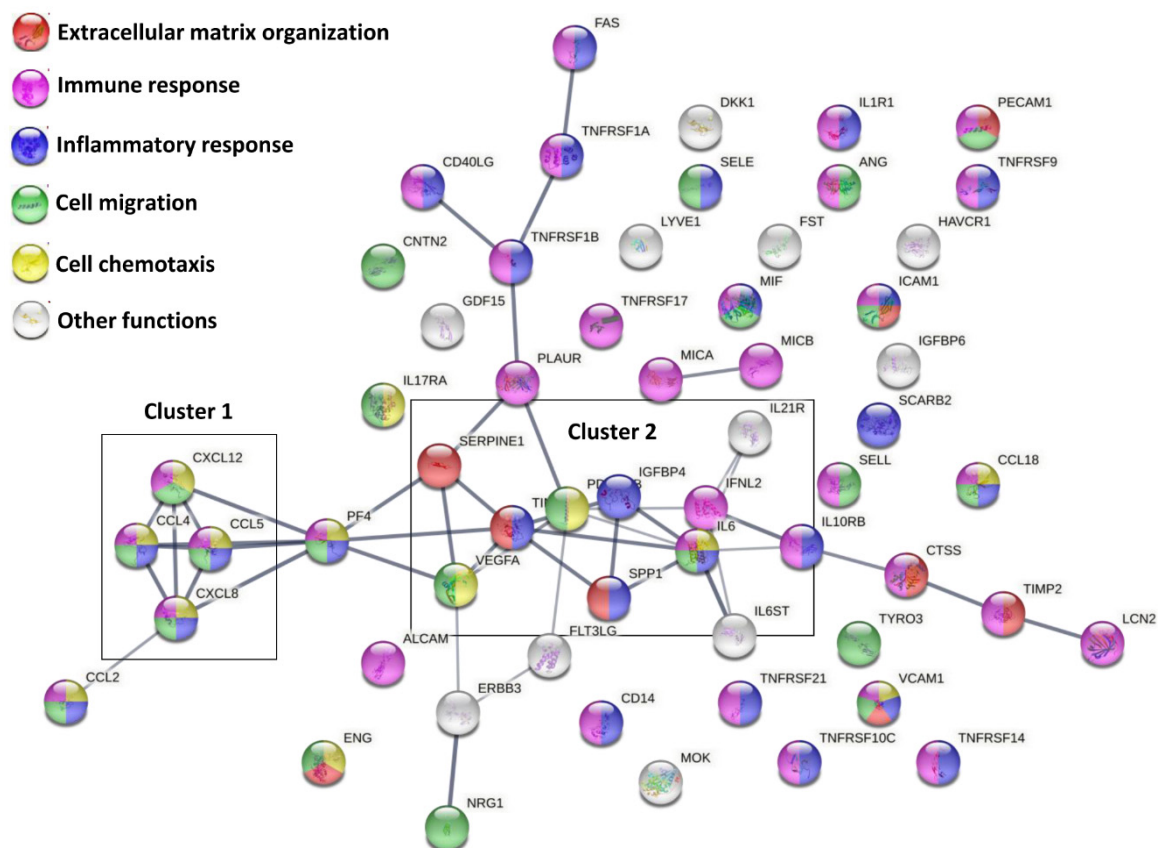 Extracellular matrix organization
Immune response
Inflammatory response
Cell migration
Cell chemotaxis
Other functions
FAS
DKK1
IL1R1
PECAM1
TNFRSF1A
CD40LG
SELE
ANG
TNFRSF9
CNTN2
TNFRSF1B
LYVE1
FST
HAVCR1
GDF15
TNFRSF17
MIF
ICAM1
PLAUR
MICA
MICB
IGFBP6
IL17RA
IL21R
SCARB2
Cluster 1
Cluster 2
SERPINE1
CXCL12
IGFBP4
IFNL2
SELL
CCL18
CCL4
CCL5
PF4
IL6
IL10RB
VEGFA
SPP1
CTSS
CXCL8
TIMP2
IL6ST
TYRO3
LCN2
ALCAM
FLT3LG
CCL2
ERBB3
CD14
TNFRSF21
VCAM1
ENG
MOK
TNFRSF10C
TNFRSF14
NRG1